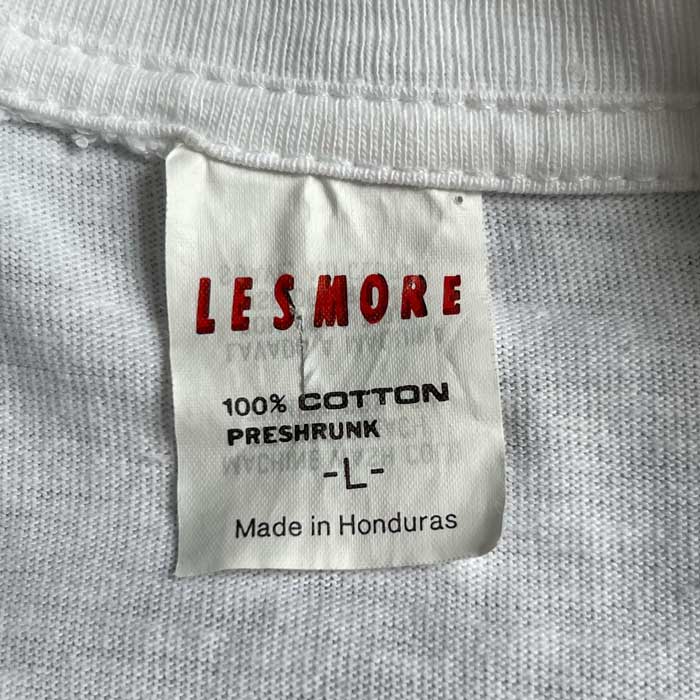 LESMORE
100% COTTON
PRESHRUNK
-L-
Made in Honduras